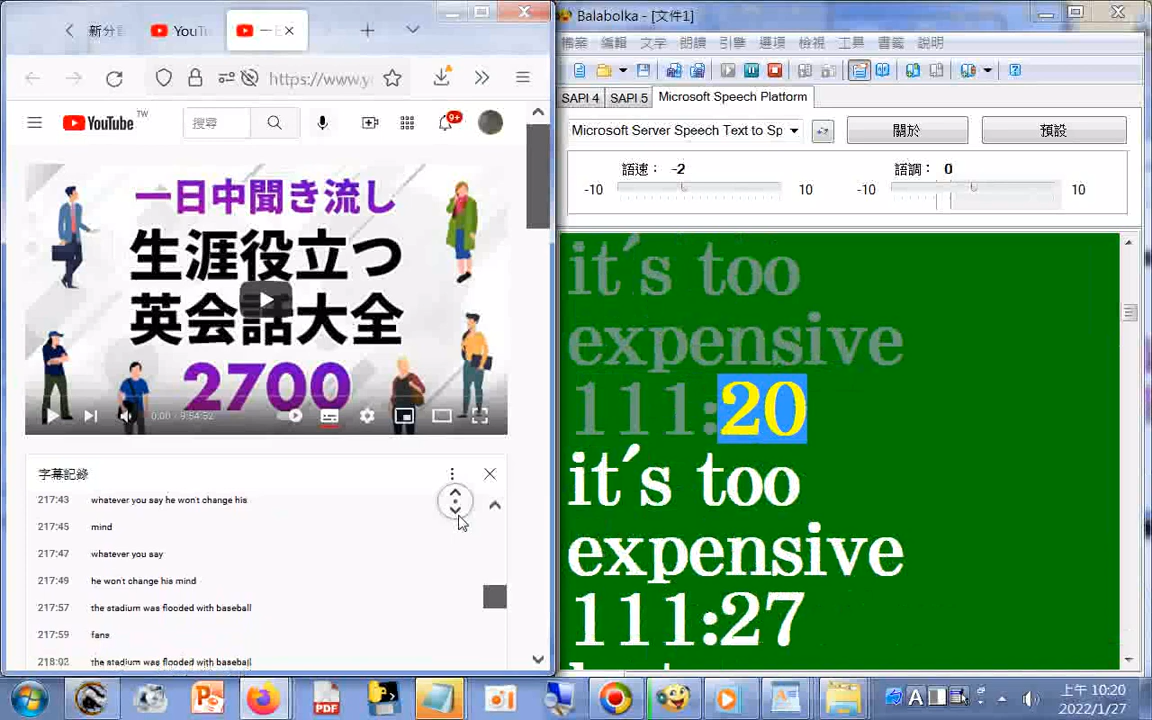 新分
YouTu
一
https://www.y
YouTube TW
搜尋
9+
一日中聞き流し
生涯役立つ
英会話大全
2700
0:00 / 9:54:52
字幕記錄
217:43 whatever you say he won't change his
217:45 mind
217:47 whatever you say
217:49 he won't change his mind
217:57 the stadium was flooded with baseball
217:59 fans
218:02 the stadium was flooded with baseball
Balabolka - [文件1]
檔案 編輯 文字 朗讀 引擎 選項 檢視 工具 書籤 說明
SAPI 4 SAPI 5 Microsoft Speech Platform
Microsoft Server Speech Text to Sp
關於
預設
語速： -2
-10 10
語調： 0
-10 10
it's too
expensive
111:20
it's too
expensive
111:27
PDF
A
上午 10:20
2022/1/27